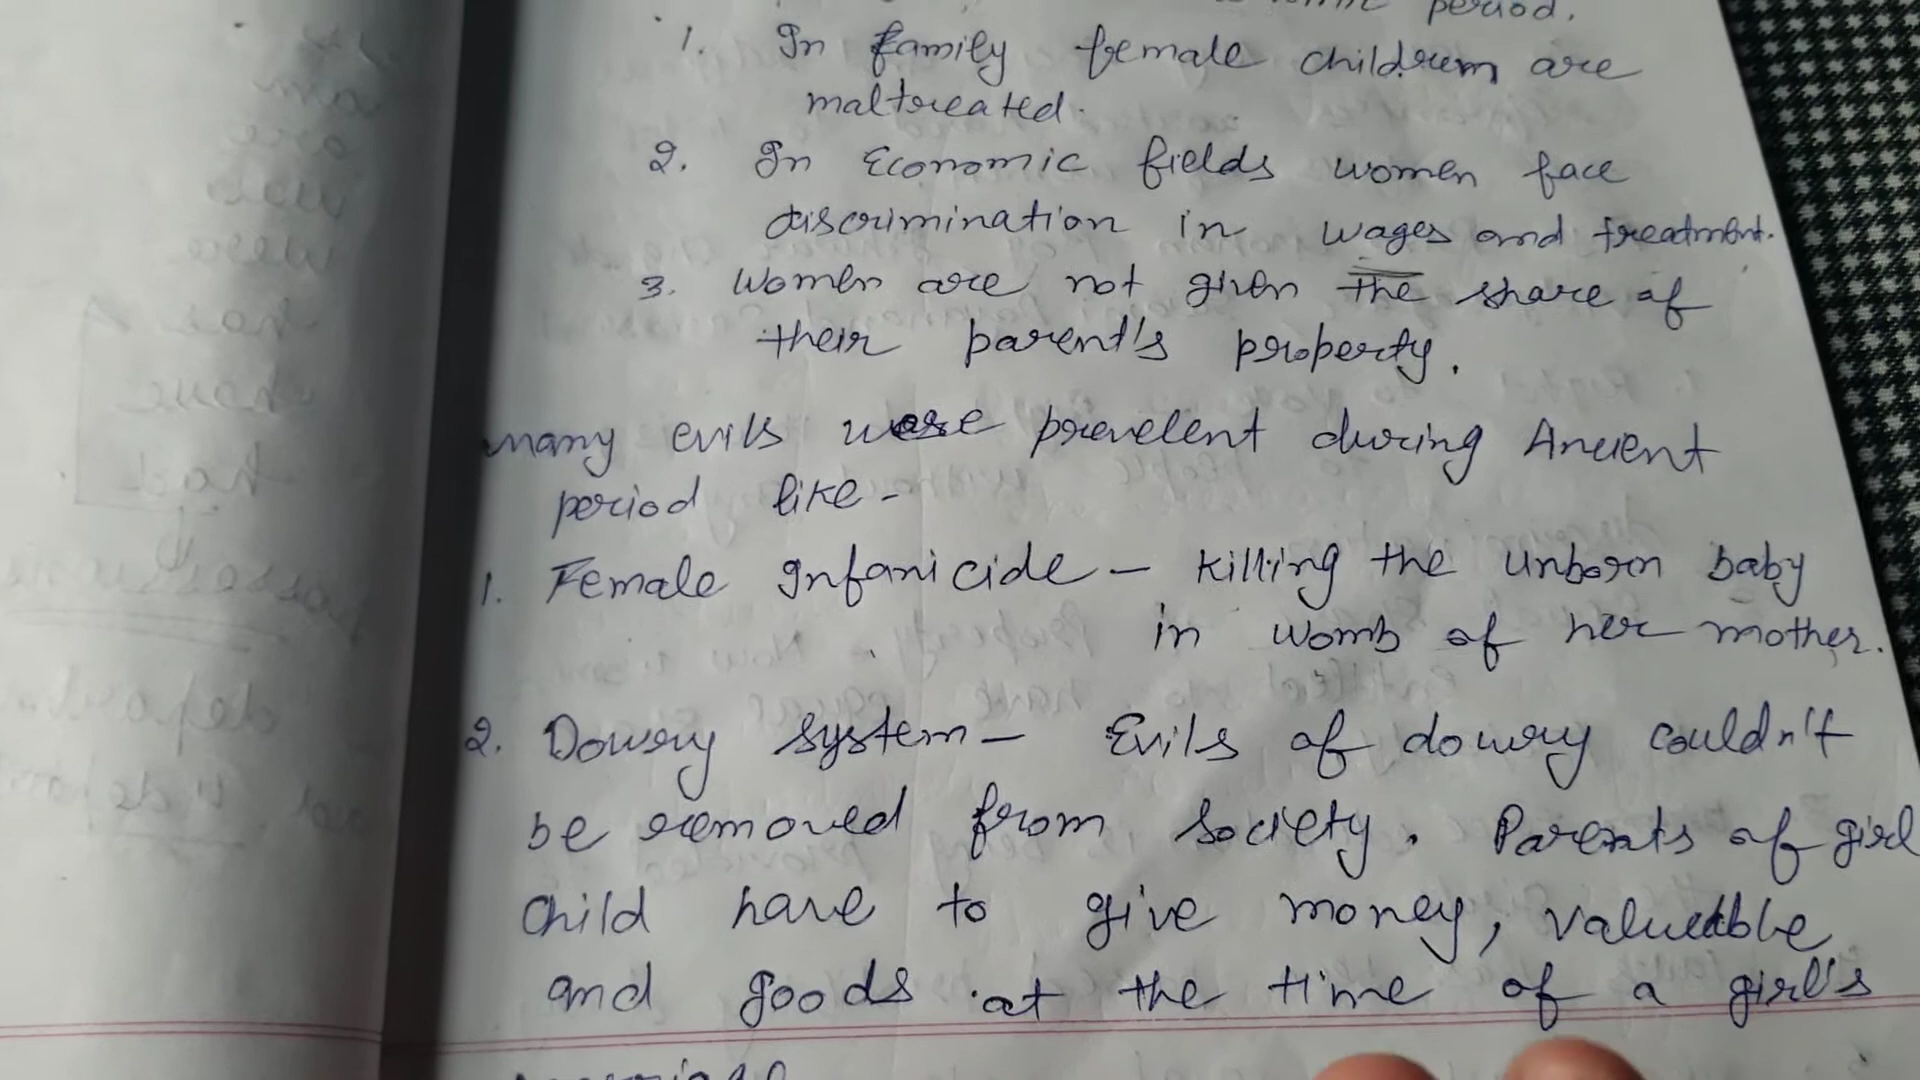 period.
1. In family female children are
maltreated.
2. In Economic fields women face
discrimination in wages and treatment.
3. Women are not given the share of
their parent's property.
many evils were prevelent during Ancient
period like -
1. Female Infanicide - killing the unborn baby
in womb of her mother.
2. Dowry system - Evils of dowry couldn't
be removed from society. Parents of girl
child have to give money, valuable
and goods at the time of a girl's